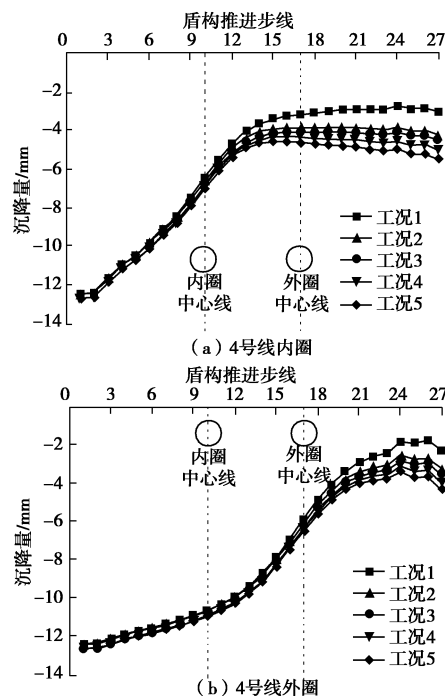 盾构推进步线
0 3 6 9 12 15 18 21 24 27
-2
-4
-6
-8
-10
-12
-14
沉降量/mm
工况1
工况2
工况3
工况4
工况5
内圈
中心线
外圈
中心线
(a) 4号线内圈
盾构推进步线
0 3 6 9 12 15 18 21 24 27
-2
-4
-6
-8
-10
-12
-14
沉降量/mm
内圈
中心线
外圈
中心线
工况1
工况2
工况3
工况4
工况5
(b) 4号线外圈